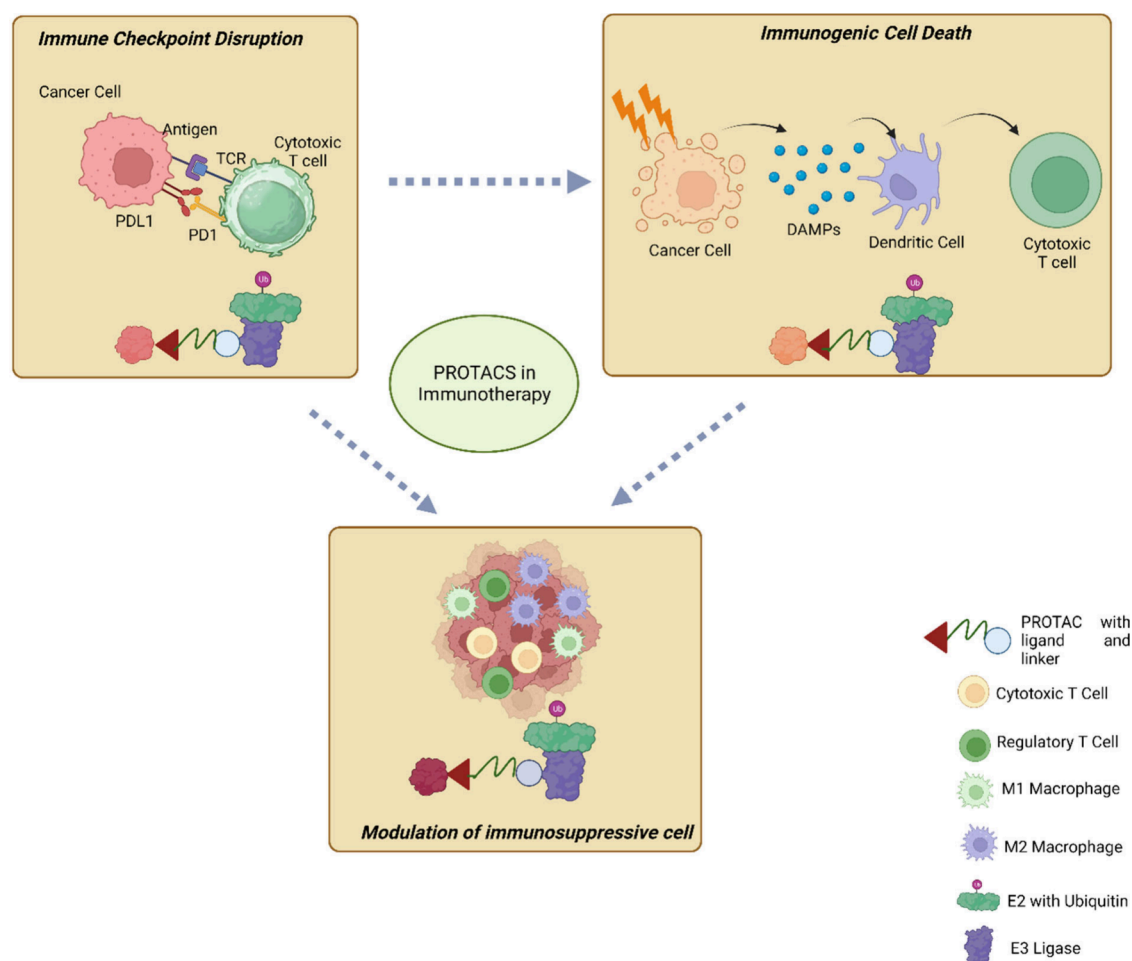 Immune Checkpoint Disruption
Cancer Cell
Antigen
TCR
Cytotoxic
T cell
PDL1
PD1
Ub
Immunogenic Cell Death
Cancer Cell
DAMPs
Dendritic Cell
Cytotoxic
T cell
Ub
PROTACS in
Immunotherapy
Ub
Modulation of immunosuppressive cell
PROTAC with
ligand and
linker
Cytotoxic T Cell
Regulatory T Cell
M1 Macrophage
M2 Macrophage
Ub
E2 with Ubiquitin
E3 Ligase